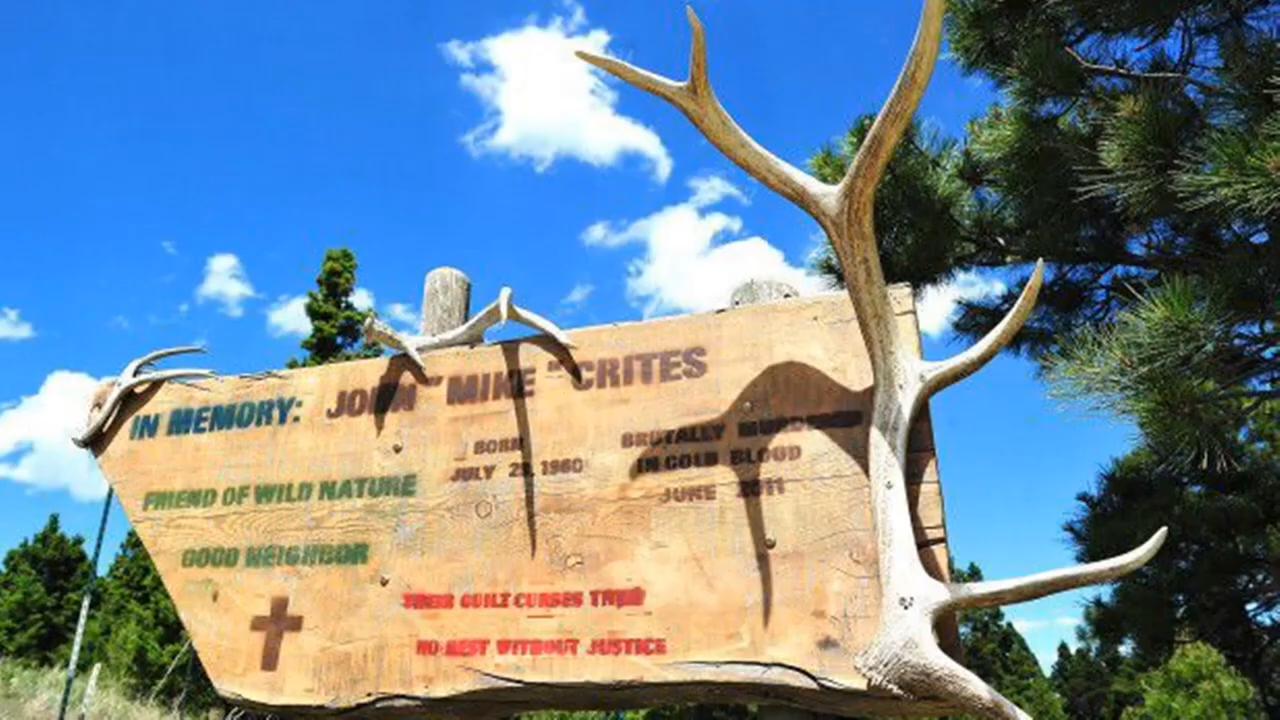 IN MEMORY: JOHN "MIKE" CRITES
BORN
JULY 29, 1960
BRUTALLY MURDERED
IN COLD BLOOD
JUNE 2011
FRIEND OF WILD NATURE
GOOD NEIGHBOR
THEIR GUILT CURSES THEM
NO REST WITHOUT JUSTICE